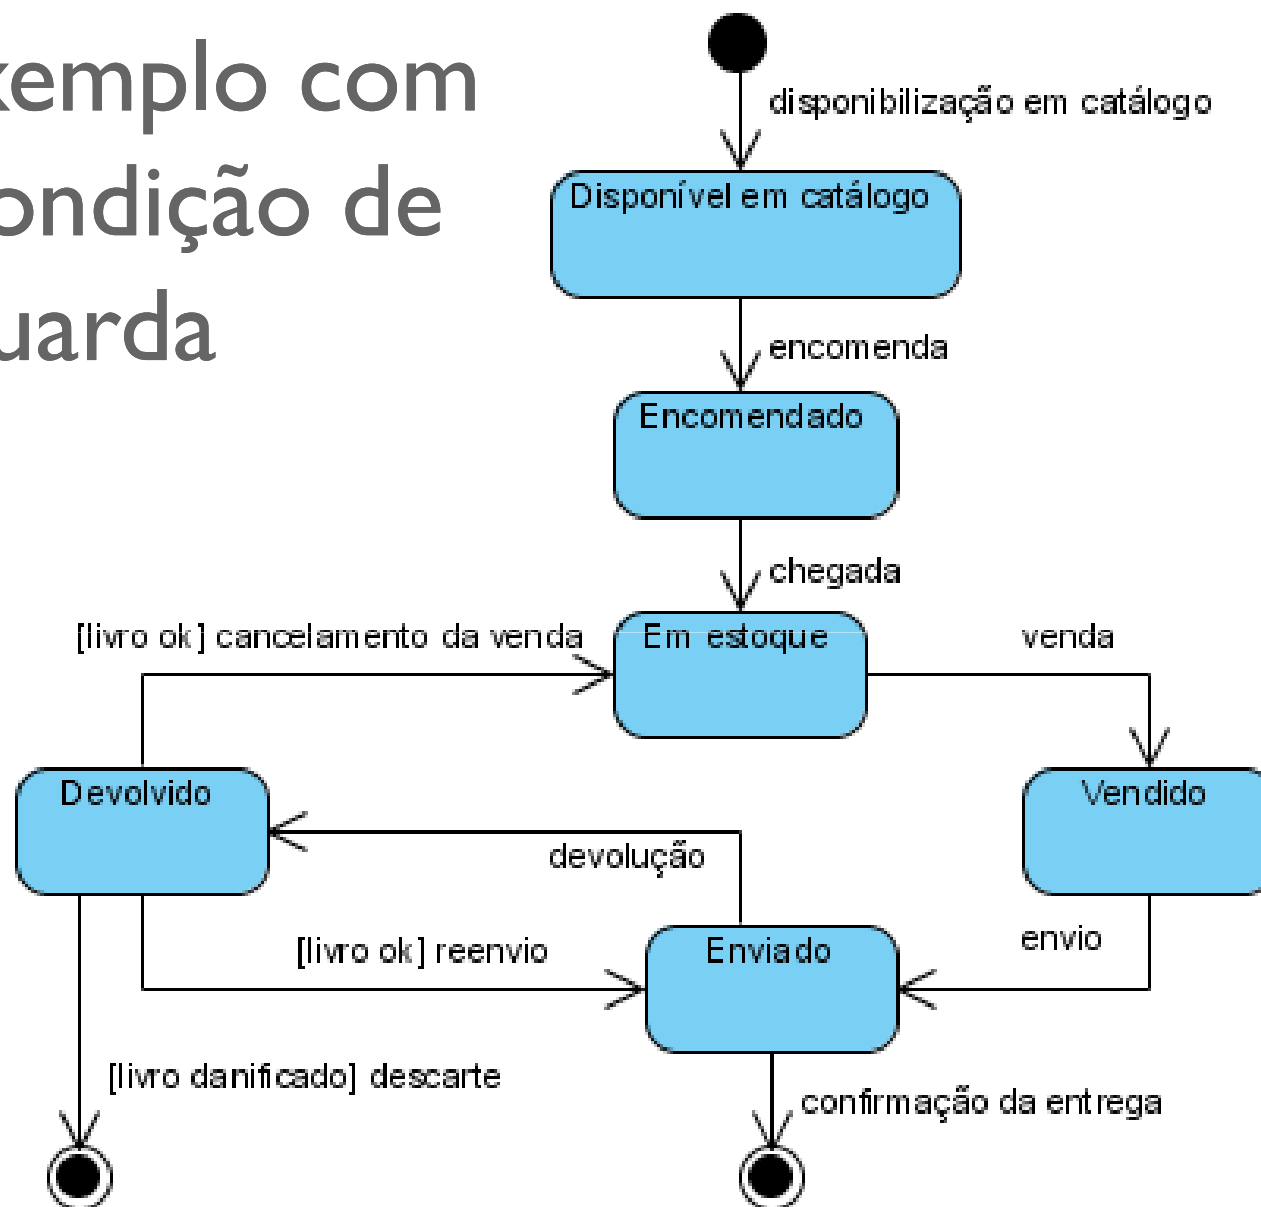 xemplo com
ondição de
uarda
disponibilização em catálogo
Disponível em catálogo
encomenda
Encomendado
chegada
[livro ok] cancelamento da venda
Em estoque
venda
Devolvido
Vendido
devolução
[livro ok] reenvio
Enviado
envio
[livro danificado] descarte
confirmação da entrega